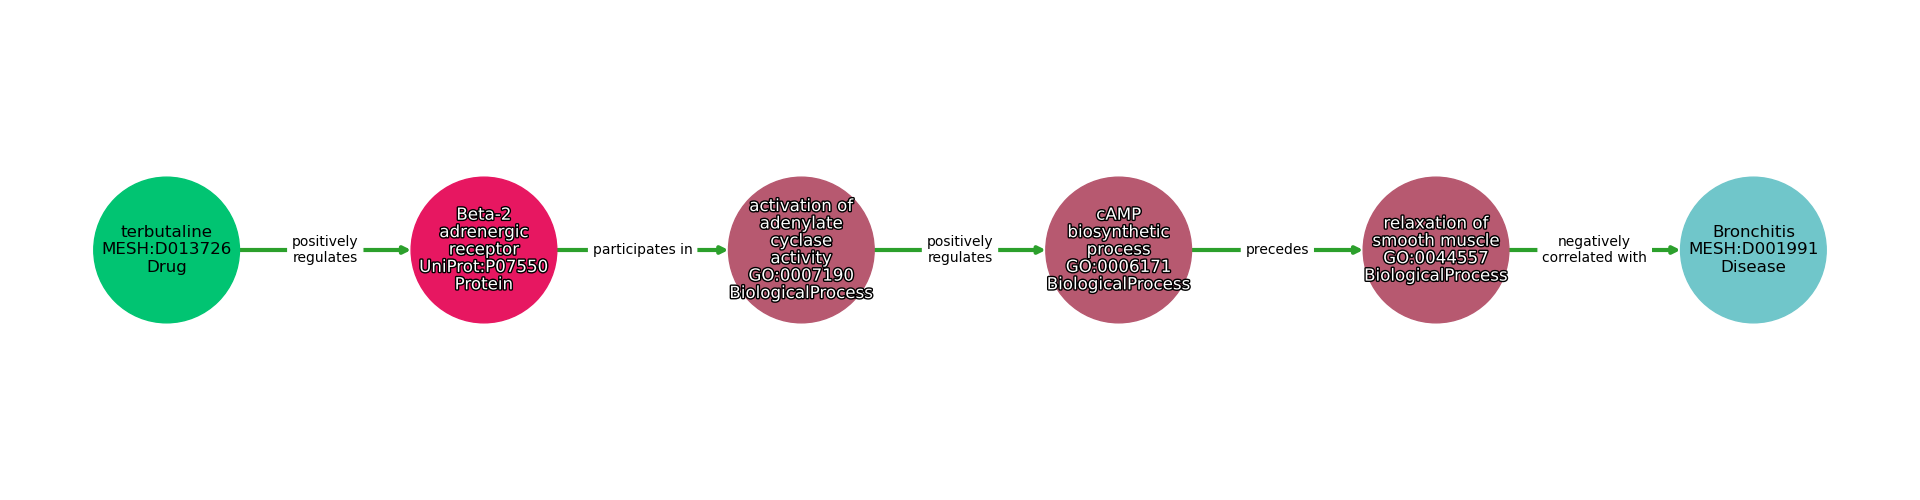 terbutaline
MESH:D013726
Drug
positively
regulates
Beta-2
adrenergic
receptor
UniProt:P07550
Protein
participates in
activation of
adenylate
cyclase
activity
GO:0007190
BiologicalProcess
positively
regulates
cAMP
biosynthetic
process
GO:0006171
BiologicalProcess
precedes
relaxation of
smooth muscle
GO:0044557
BiologicalProcess
negatively
correlated with
Bronchitis
MESH:D001991
Disease